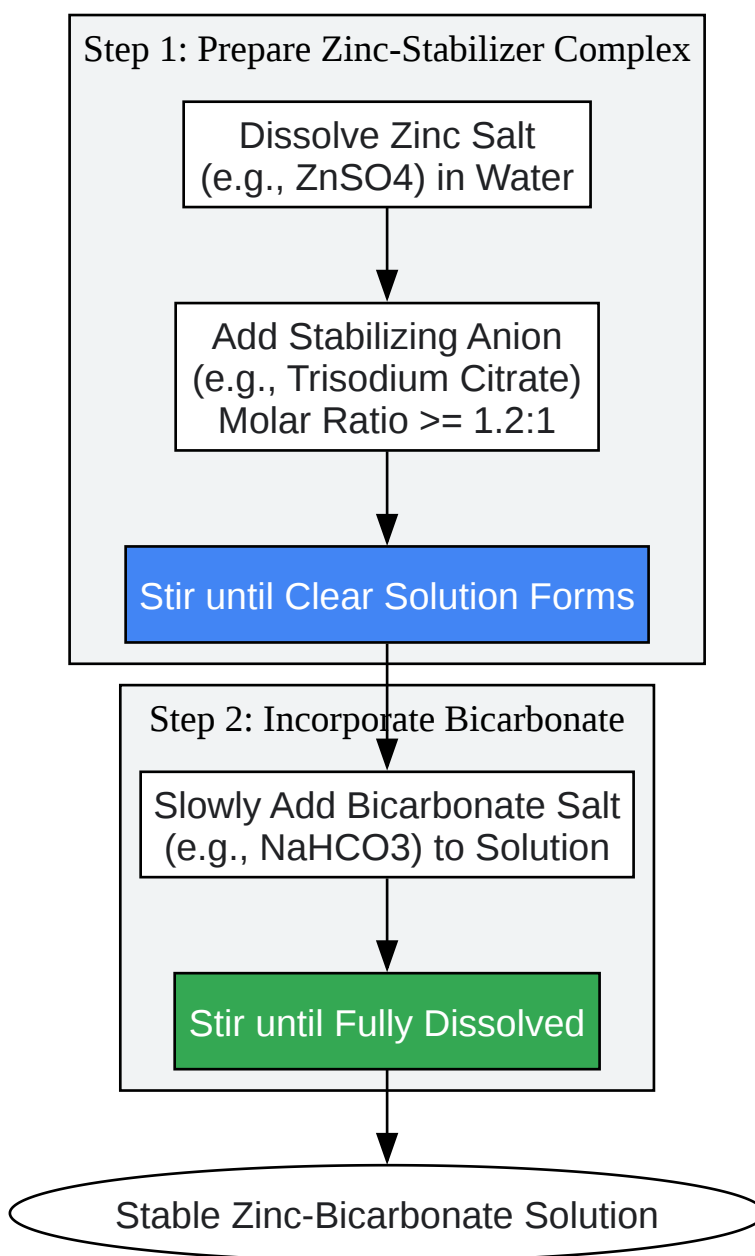 Step 1: Prepare Zinc-Stabilizer Complex
Dissolve Zinc Salt
(e.g., ZnSO4) in Water
Add Stabilizing Anion
(e.g., Trisodium Citrate)
Molar Ratio >= 1.2:1
Stir until Clear Solution Forms
Step 2: Incorporate Bicarbonate
Slowly Add Bicarbonate Salt
(e.g., NaHCO3) to Solution
Stir until Fully Dissolved
Stable Zinc-Bicarbonate Solution